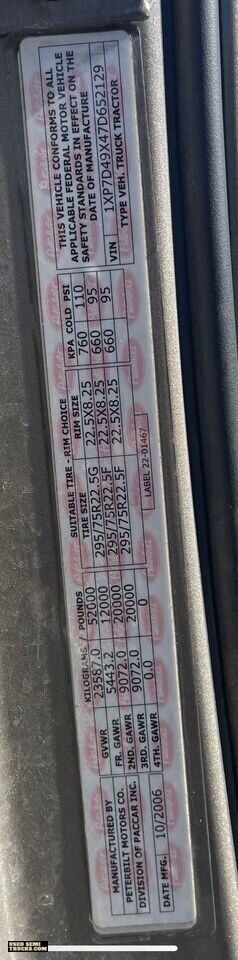 MANUFACTURED BY
PETERBILT MOTORS CO.
DIVISION OF PACCAR INC.
DATE MFG. 10/2006
KILOGRAMS / POUNDS
GVWR 23587.0 52000
FR. GAWR 5443.2 12000
2ND. GAWR 9072.0 20000
3RD. GAWR 9072.0 20000
4TH. GAWR 0.0 0
SUITABLE TIRE - RIM CHOICE
TIRE SIZE RIM SIZE KPA COLD PSI
295/75R22.5G 22.5X8.25 760 110
295/75R22.5F 22.5X8.25 660 95
295/75R22.5F 22.5X8.25 660 95
LABEL 22-01467
THIS VEHICLE CONFORMS TO ALL
APPLICABLE FEDERAL MOTOR VEHICLE
SAFETY STANDARDS IN EFFECT ON THE
DATE OF MANUFACTURE
VIN 1XP7D49X47D652129
TYPE VEH. TRUCK TRACTOR
USED SEMI
TRUCKS.COM